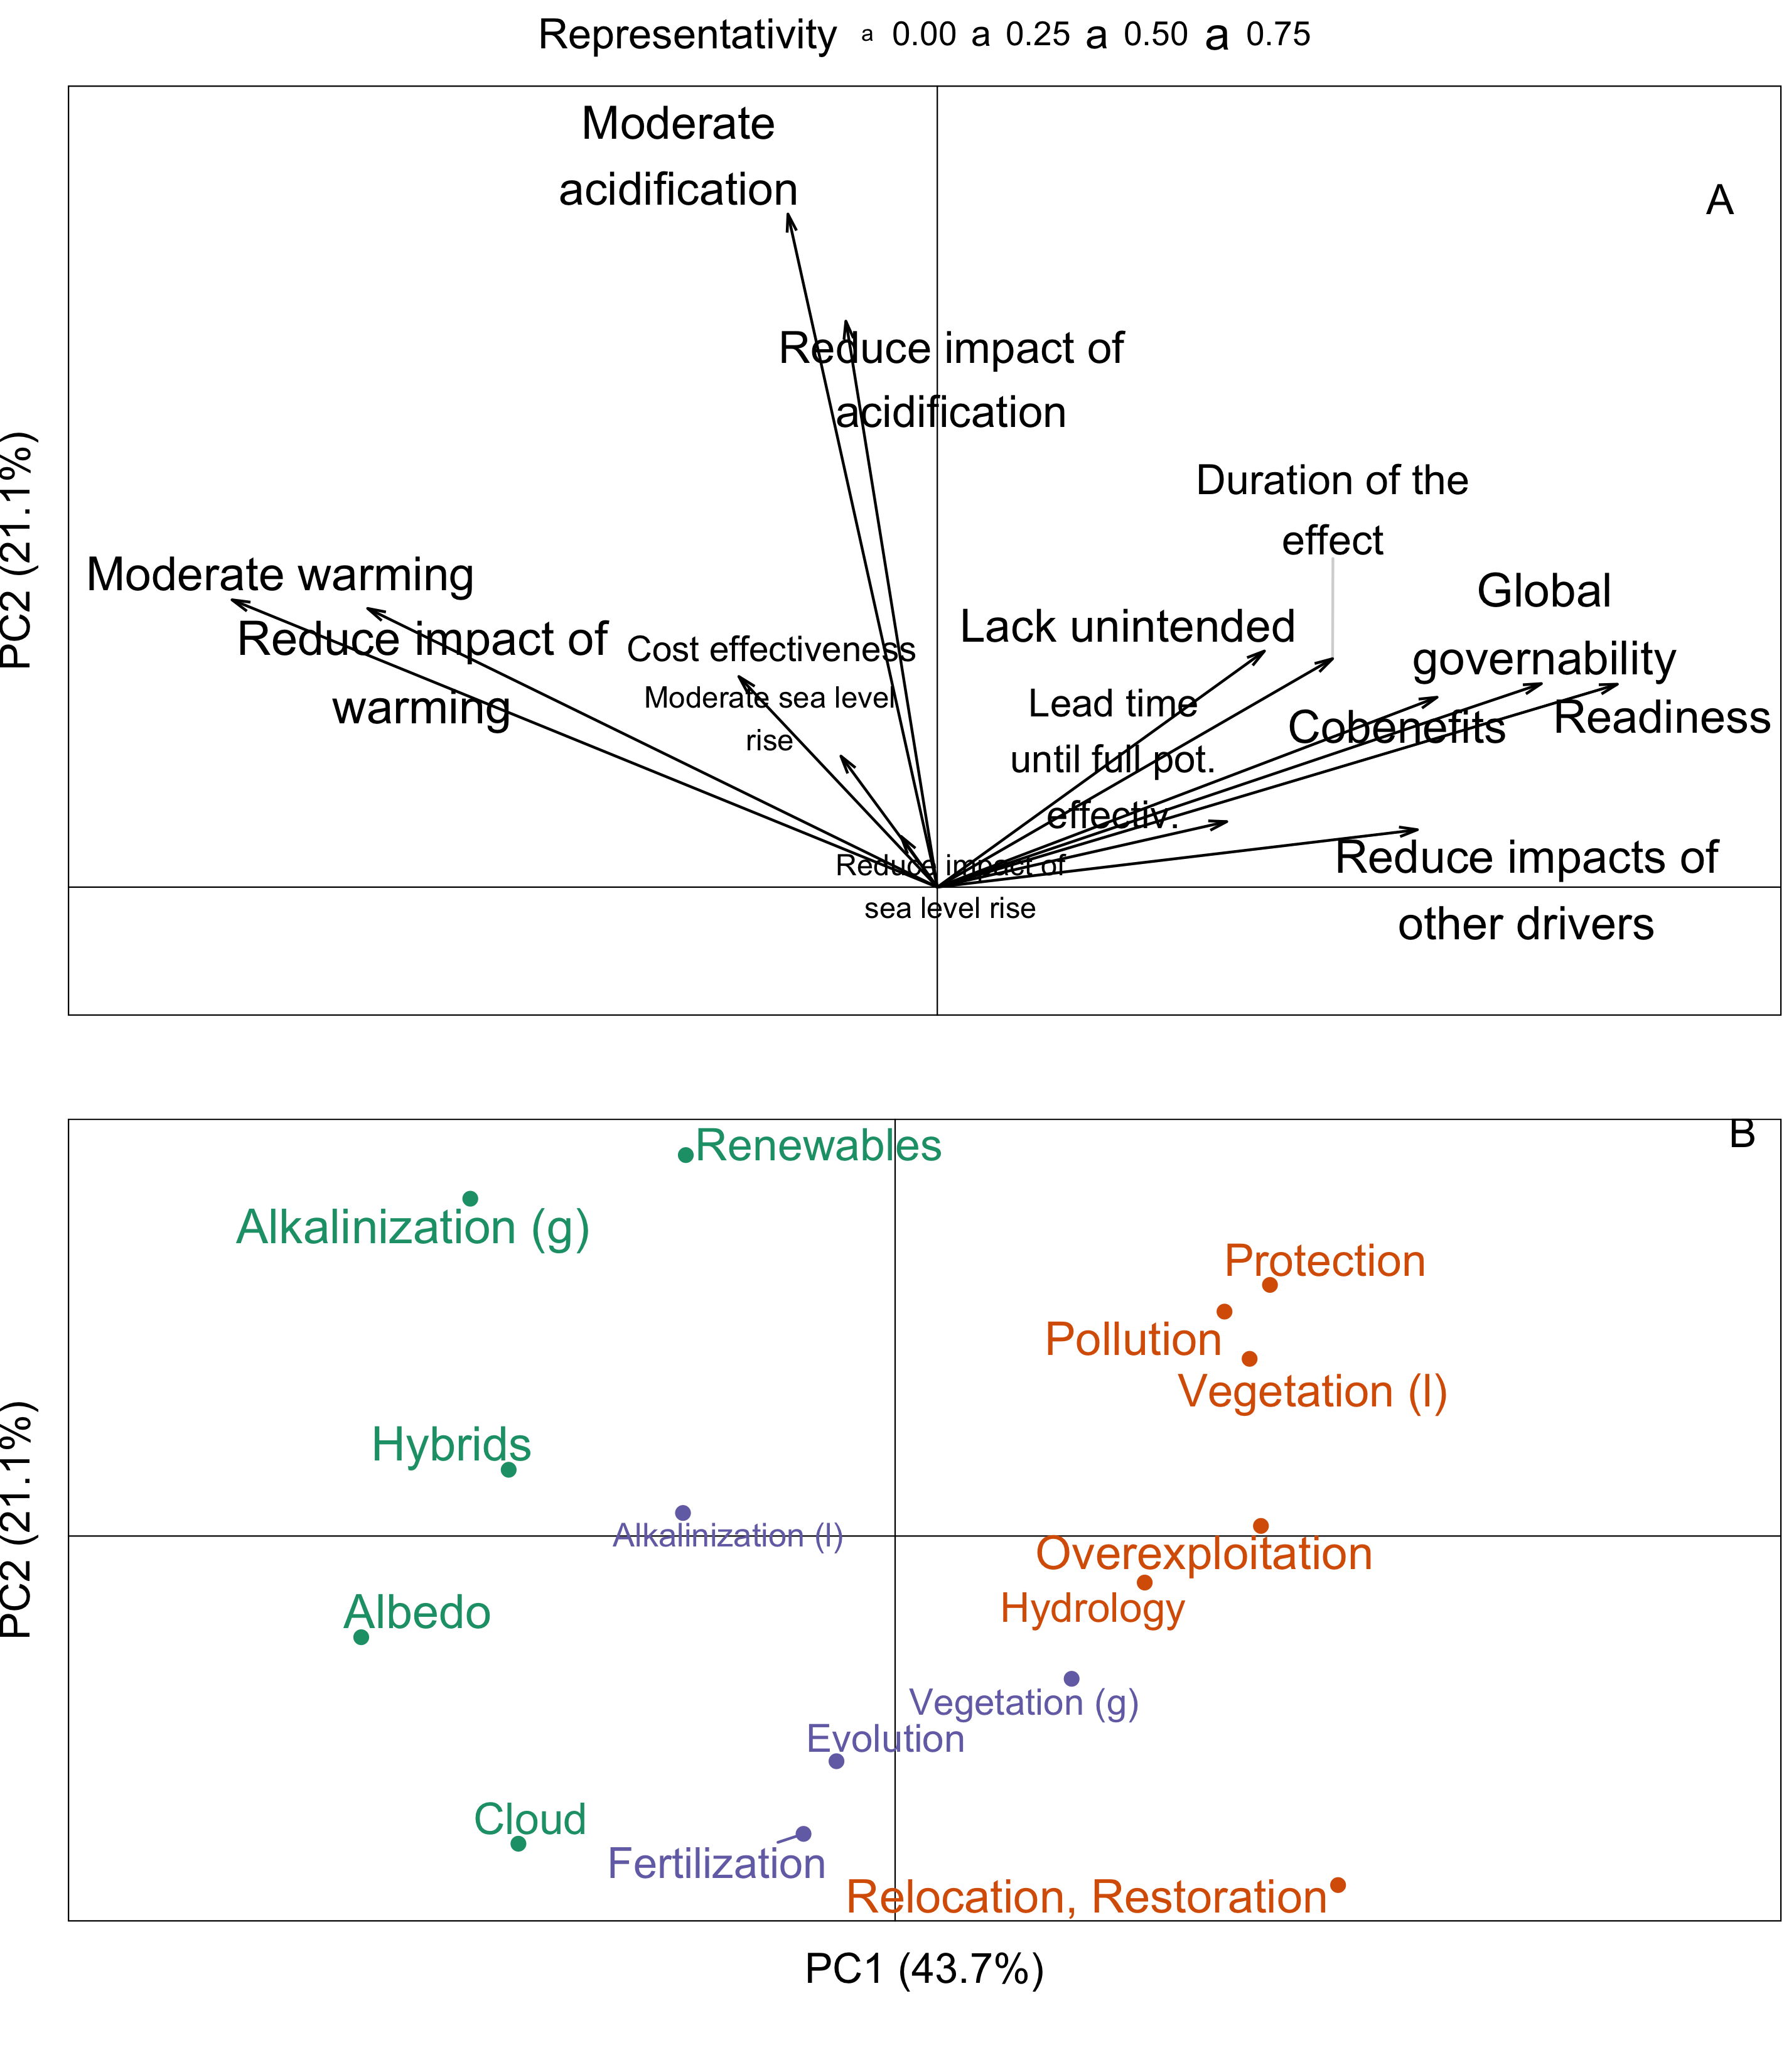 Representativity a 0.00 a 0.25 a 0.50 a 0.75
Moderate
acidification
A
Reduce impact of
acidification
Duration of the
effect
Moderate warming
Global
Lack unintended
Reduce impact of
Cost effectiveness
governability
Moderate sea level
Lead time
warming
Cobenefits
Readiness
rise
until full pot.
effectiv.
Reduce impact of
Reduce impacts of
sea level rise
other drivers
PC2 (21.1%)
B
Renewables
Alkalinization (g)
Protection
Pollution
Vegetation (l)
Hybrids
Alkalinization (l)
Overexploitation
Albedo
Hydrology
Vegetation (g)
Evolution
Cloud
Fertilization
Relocation, Restoration
PC2 (21.1%)
PC1 (43.7%)